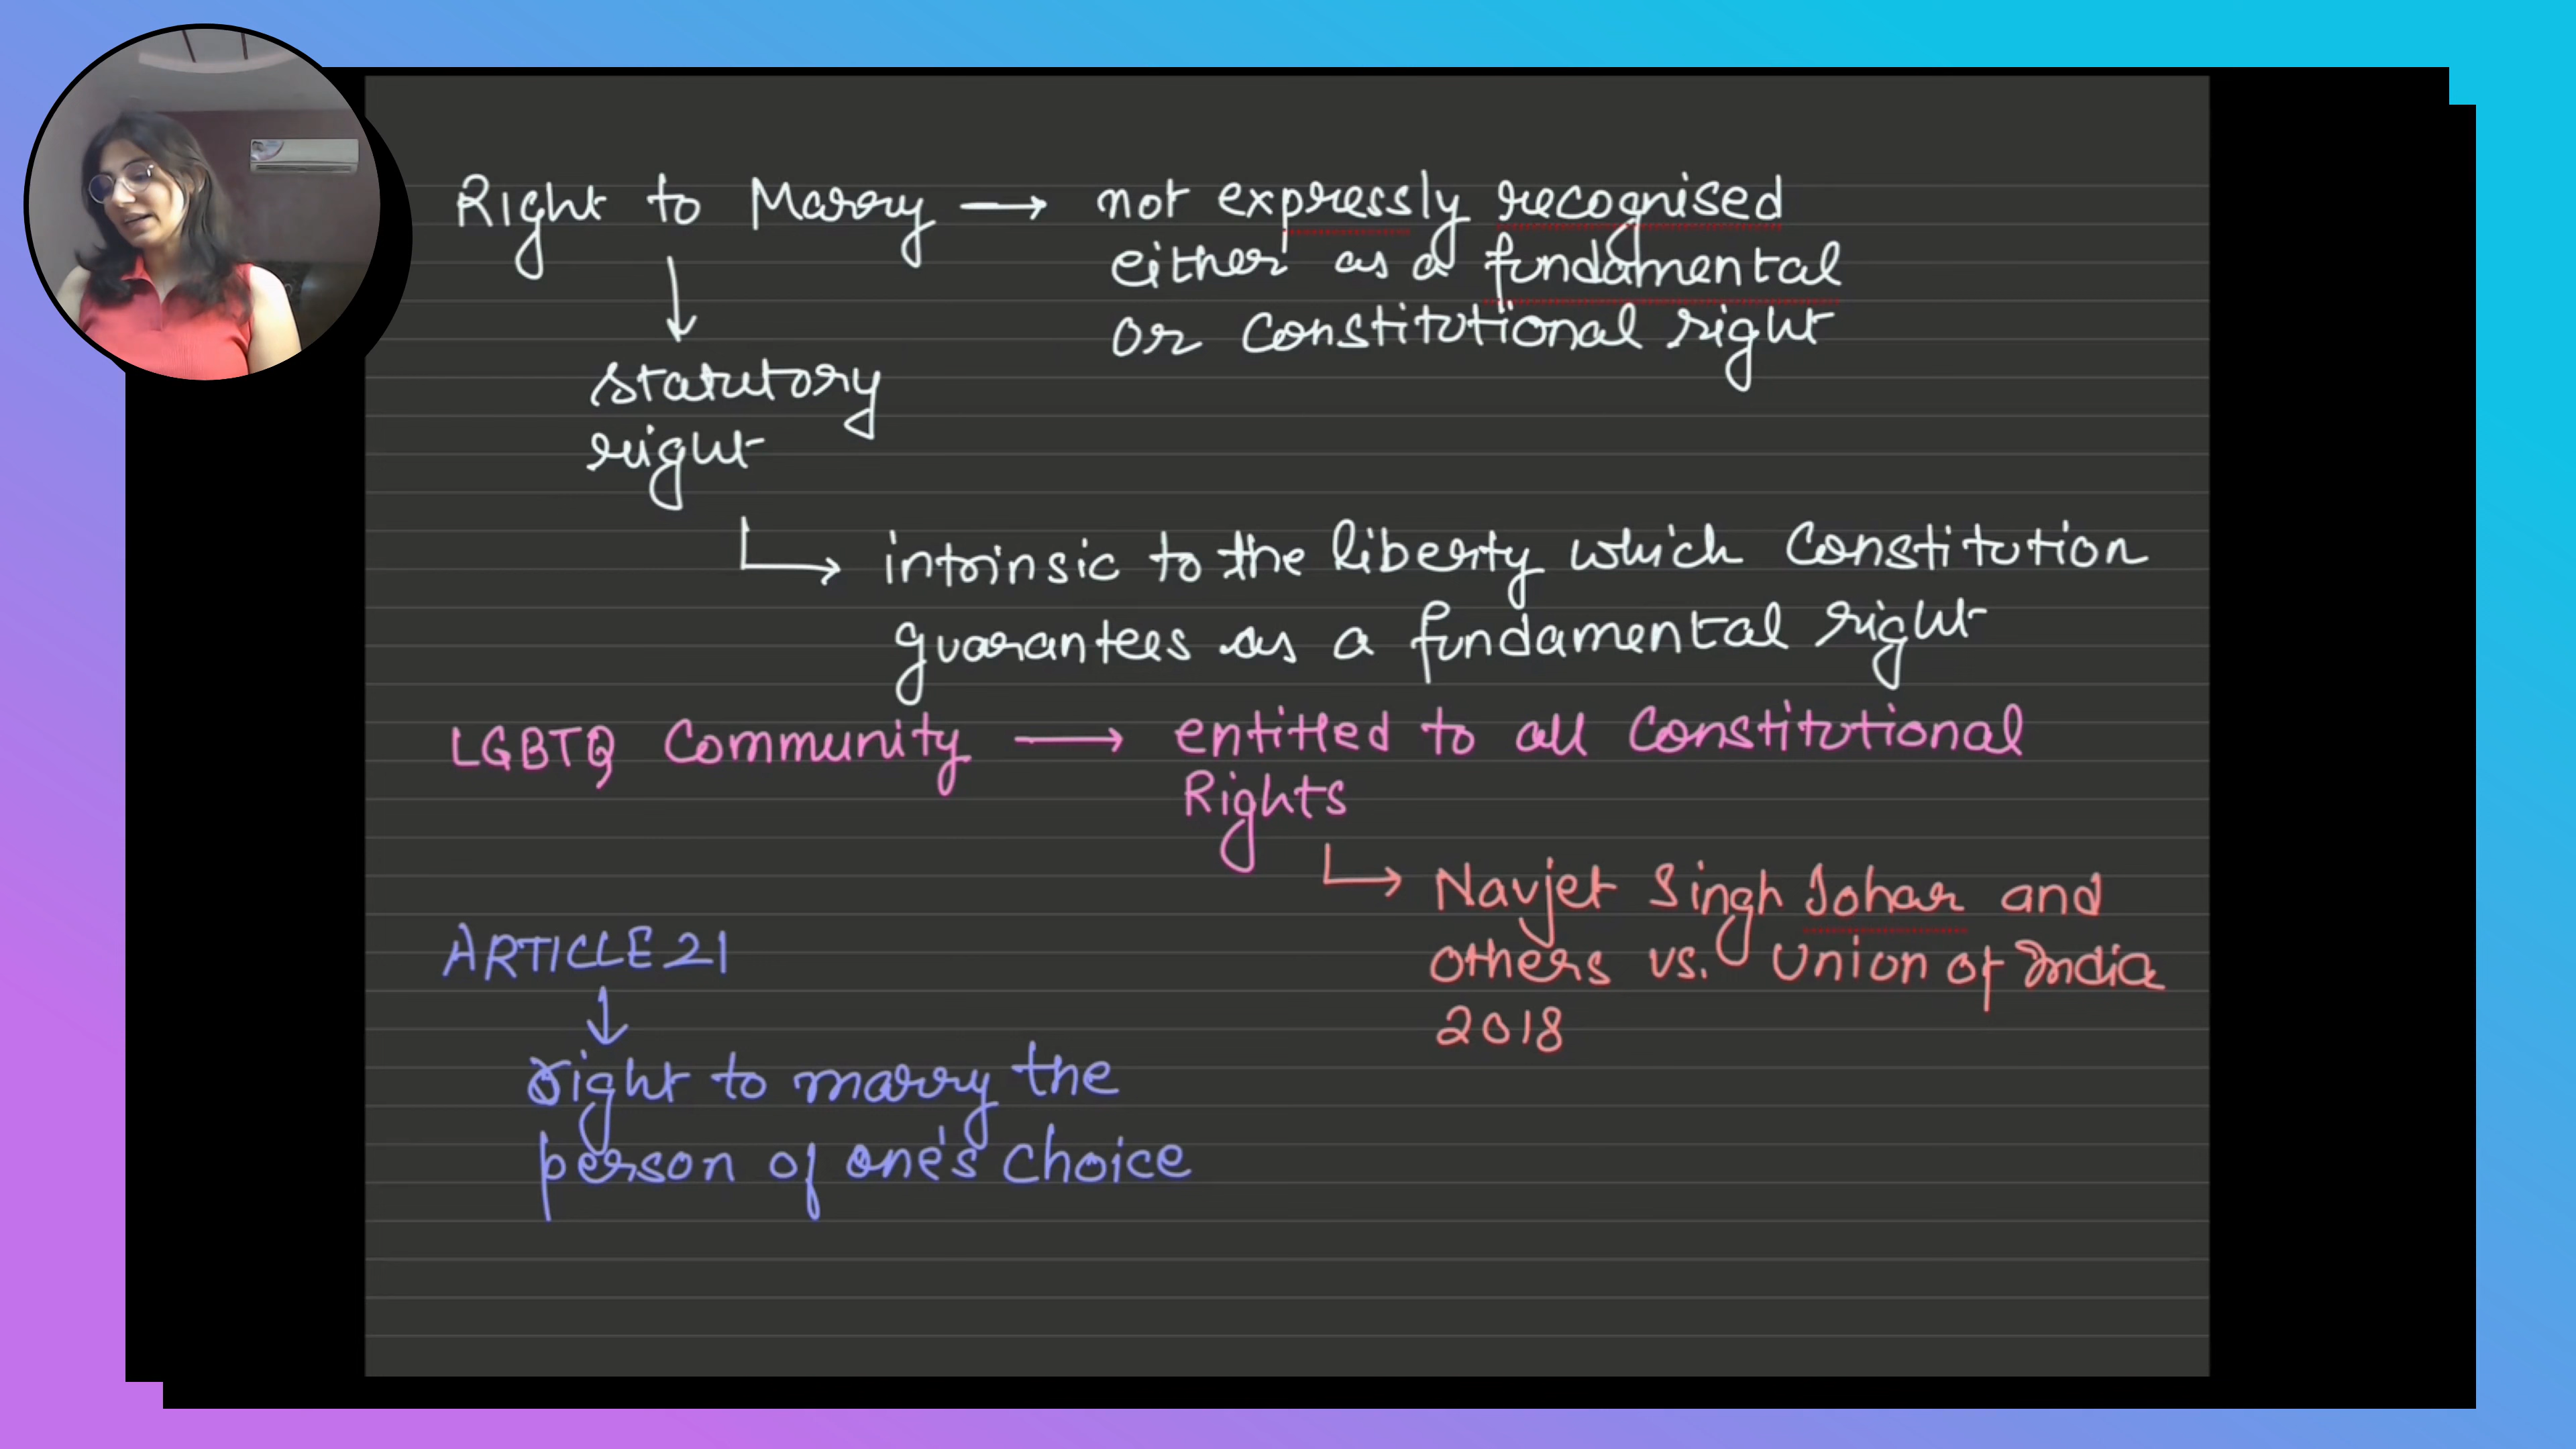 Right to Marry → not expressly recognised
either as a fundamental
or Constitutional right
↓
statutory
right
↳ intrinsic to the liberty which Constitution
guarantees as a fundamental right
LGBTQ Community → entitled to all Constitutional
Rights
↳ Navjet Singh Johar and
others vs. Union of India
2018
ARTICLE 21
↓
right to marry the
person of one's choice